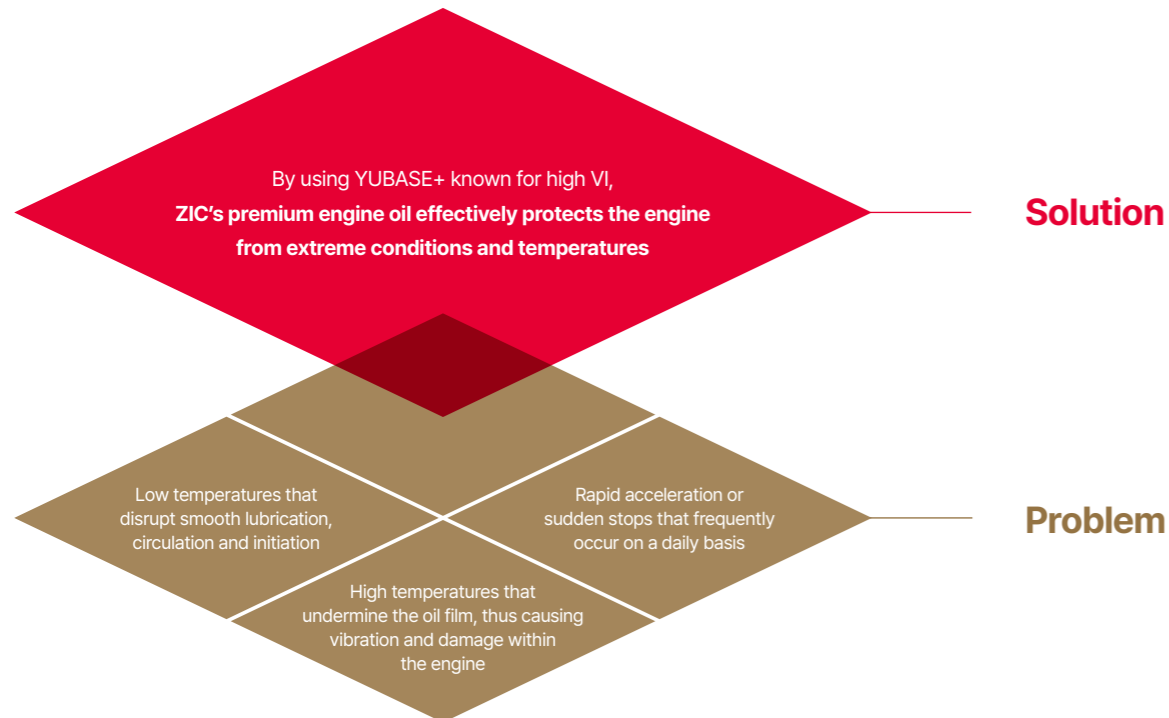 By using YUBASE+ known for high VI,
ZIC’s premium engine oil effectively protects the engine
from extreme conditions and temperatures
Solution
Low temperatures that
disrupt smooth lubrication,
circulation and initiation
Rapid acceleration or
sudden stops that frequently
occur on a daily basis
High temperatures that
undermine the oil film, thus causing
vibration and damage within
the engine
Problem